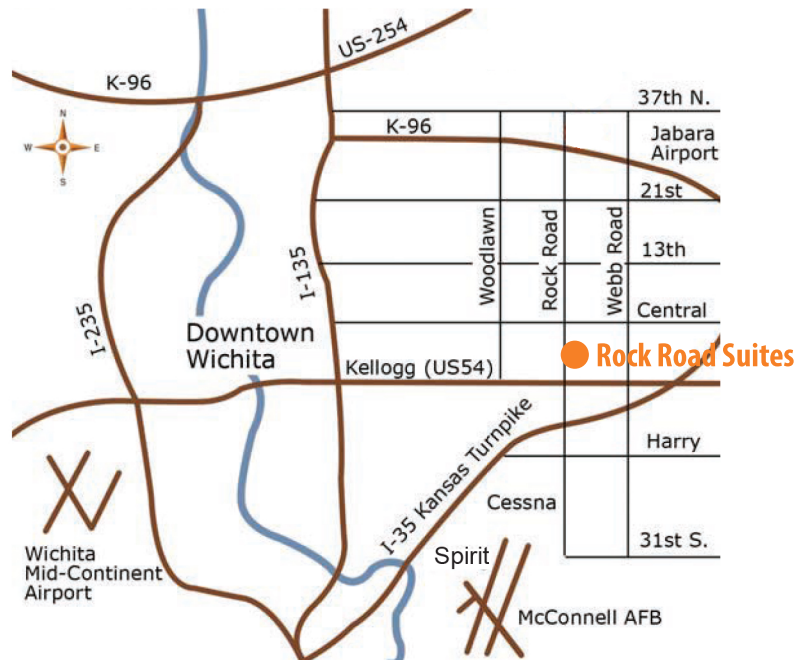 US-254
K-96
37th N.
N
K-96
Jabara
Airport
W
E
S
21st
Woodlawn
Rock Road
Webb Road
13th
I-135
I-235
Central
Downtown
Wichita
Rock Road Suites
Kellogg (US54)
I-35 Kansas Turnpike
Harry
Cessna
31st S.
Wichita
Mid-Continent
Airport
Spirit
McConnell AFB